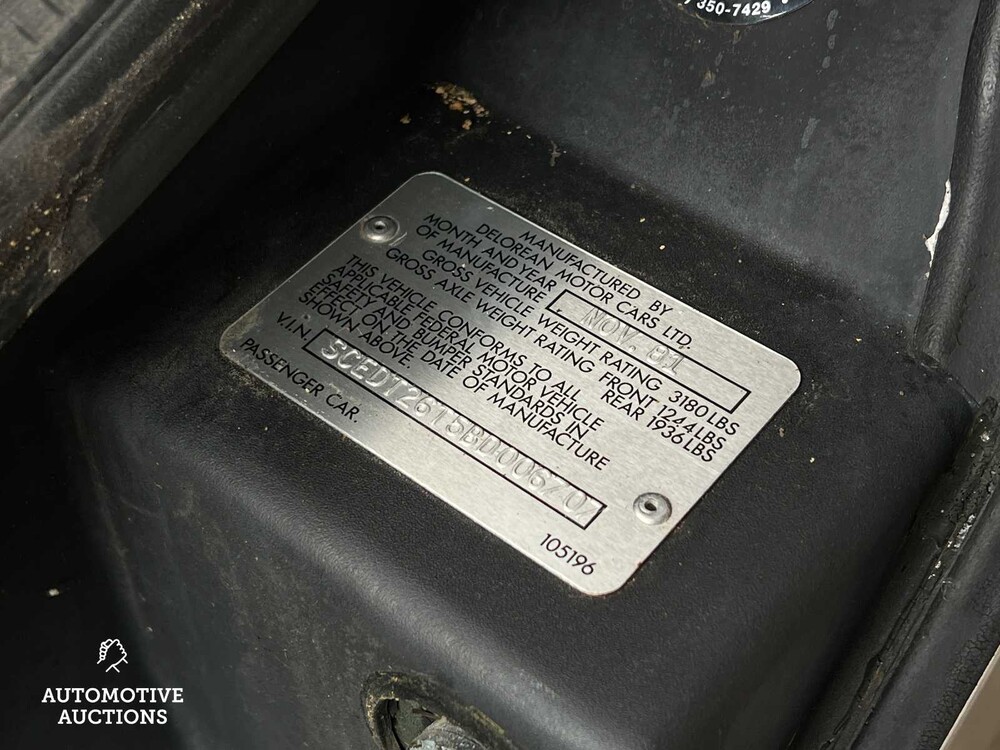 350-7429
MANUFACTURED BY
DELOREAN MOTOR CARS LTD.
MONTH AND YEAR
OF MANUFACTURE NOV. 81
GROSS VEHICLE WEIGHT RATING 3180 LBS
GROSS AXLE WEIGHT RATING FRONT 1244 LBS
REAR 1936 LBS
THIS VEHICLE CONFORMS TO ALL
APPLICABLE FEDERAL MOTOR VEHICLE
SAFETY AND BUMPER STANDARDS IN
EFFECT ON THE DATE OF MANUFACTURE
SHOWN ABOVE.
V.I.N. SCEDT26T5BD006707
PASSENGER CAR.
105196
AUTOMOTIVE
AUCTIONS